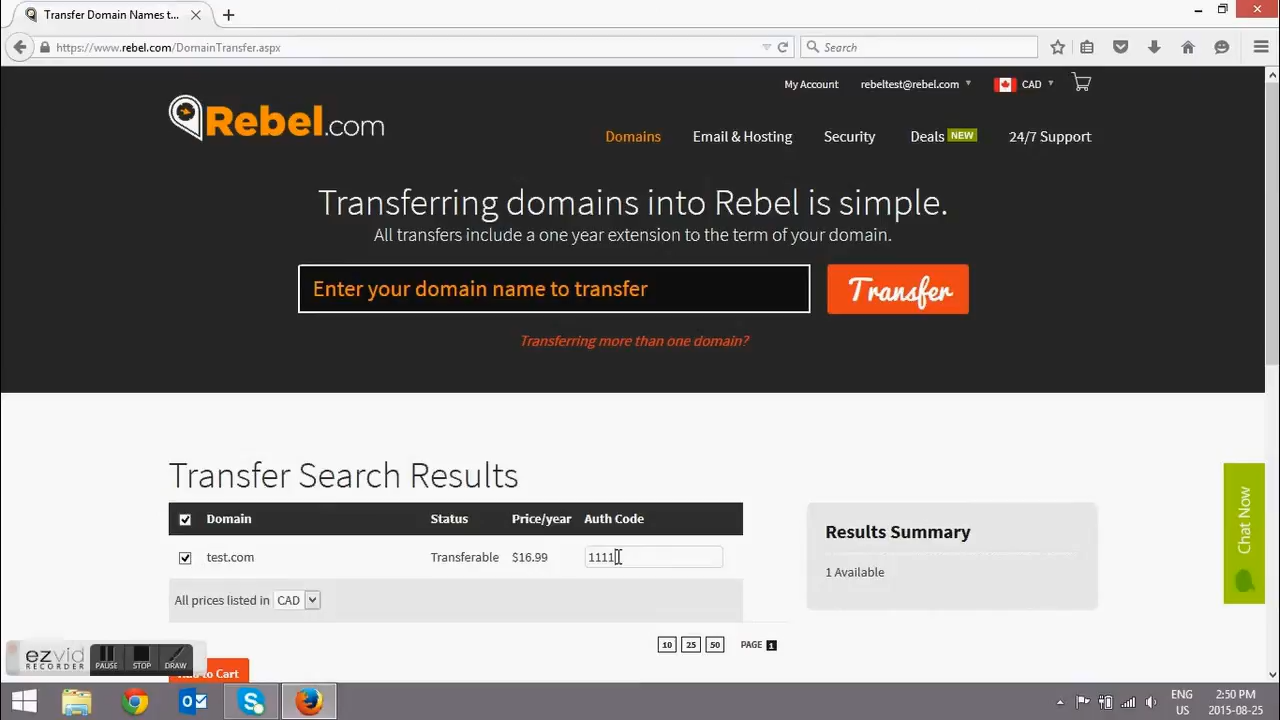 Transfer Domain Names t...
https://www.rebel.com/DomainTransfer.aspx
Search
My Account
rebeltest@rebel.com
CAD
Rebel.com
Domains
Email & Hosting
Security
Deals NEW
24/7 Support
Transferring domains into Rebel is simple.
All transfers include a one year extension to the term of your domain.
Enter your domain name to transfer
Transfer
Transferring more than one domain?
Transfer Search Results
Domain Status Price/year Auth Code
test.com Transferable $16.99 1111
All prices listed in CAD
Results Summary
1 Available
Chat Now
10 25 50 PAGE 1
to Cart
ezvid
RECORDER
PAUSE STOP DRAW
ENG
US
2:50 PM
2015-08-25